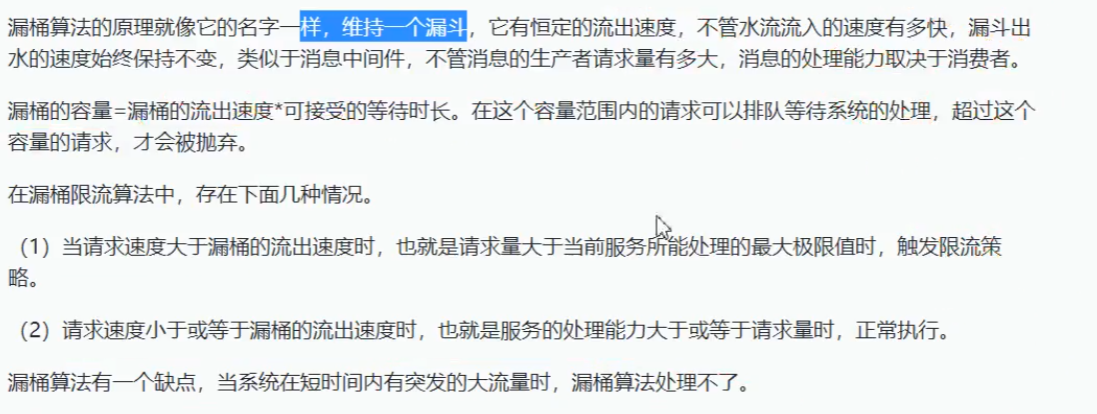 漏桶算法的原理就像它的名字一样，维持一个漏斗，它有恒定的流出速度，不管水流流入的速度有多快，漏斗出
水的速度始终保持不变，类似于消息中间件，不管消息的生产者请求量有多大，消息的处理能力取决于消费者。
漏桶的容量=漏桶的流出速度*可接受的等待时长。在这个容量范围内的请求可以排队等待系统的处理，超过这个
容量的请求，才会被抛弃。
在漏桶限流算法中，存在下面几种情况。
（1）当请求速度大于漏桶的流出速度时，也就是请求量大于当前服务所能处理的最大极限值时，触发限流策
略。
（2）请求速度小于或等于漏桶的流出速度时，也就是服务的处理能力大于或等于请求量时，正常执行。
漏桶算法有一个缺点，当系统在短时间内有突发的大流量时，漏桶算法处理不了。